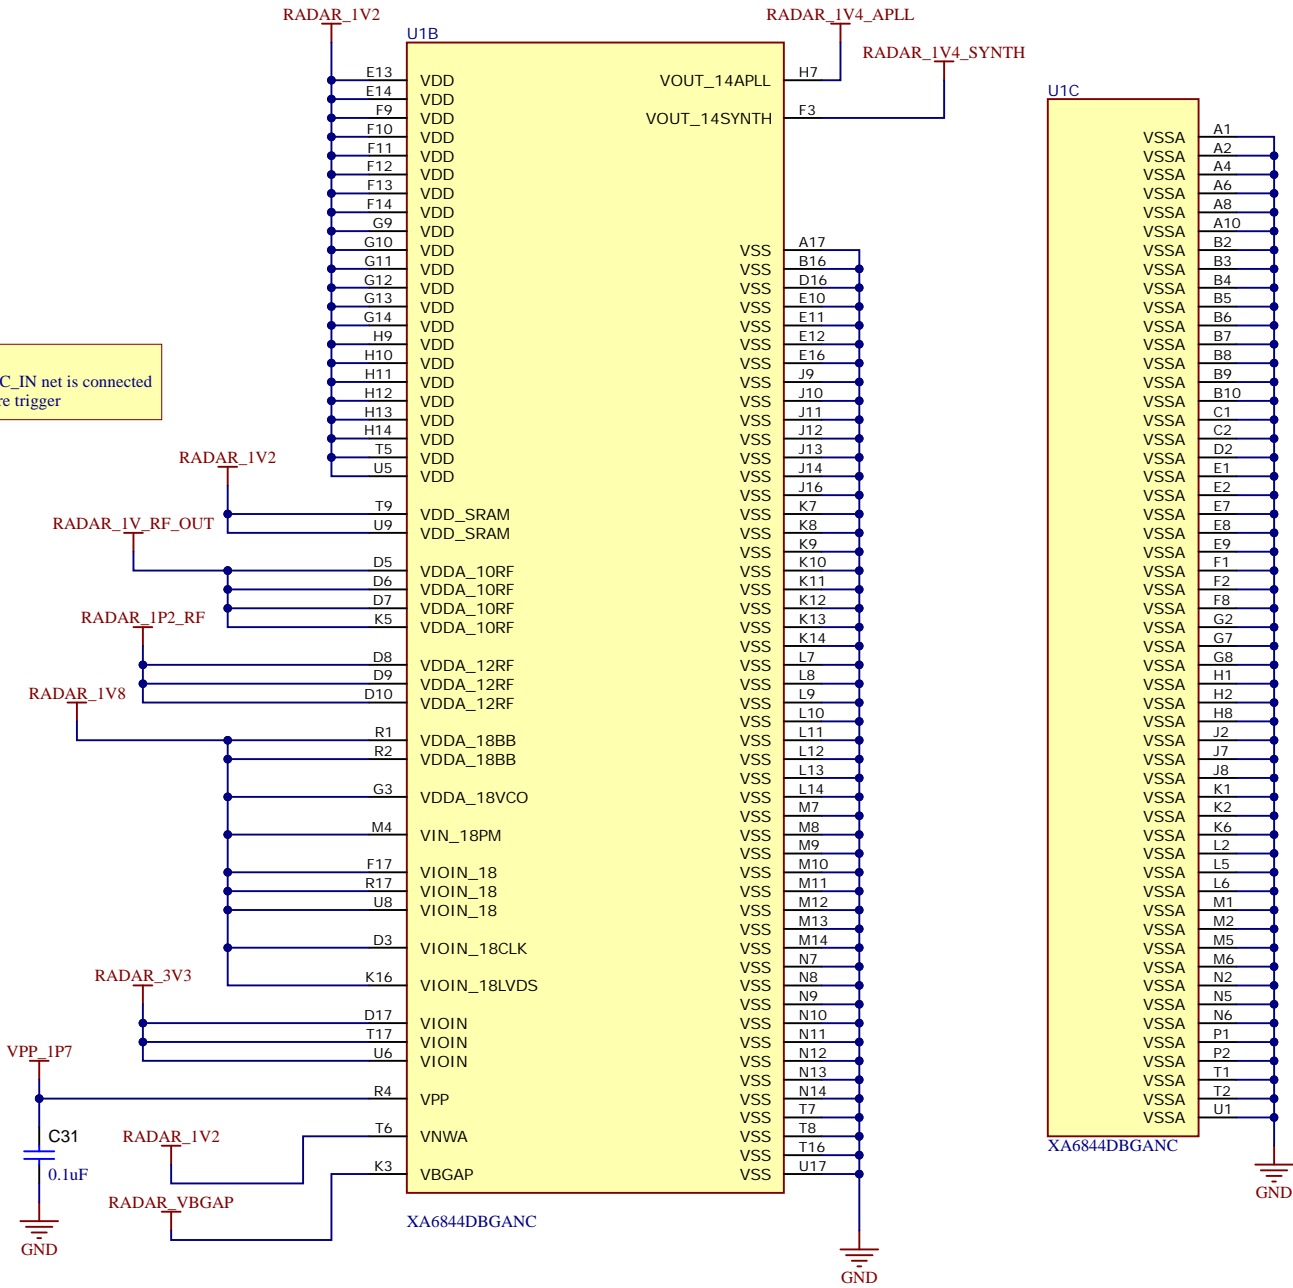 RADAR_1V2
U1B
RADAR_1V4_APLL
RADAR_1V4_SYNTH
U1C
E13 VDD
E14 VDD
F9 VDD
F10 VDD
F11 VDD
F12 VDD
F13 VDD
F14 VDD
G9 VDD
G10 VDD
G11 VDD
G12 VDD
G13 VDD
G14 VDD
H9 VDD
H10 VDD
H11 VDD
H12 VDD
H13 VDD
H14 VDD
T5 VDD
U5 VDD
C_IN net is connected
re trigger
RADAR_1V2
T9 VDD_SRAM
U9 VDD_SRAM
RADAR_1V_RF_OUT
D5 VDDA_10RF
D6 VDDA_10RF
D7 VDDA_10RF
K5 VDDA_10RF
RADAR_1P2_RF
D8 VDDA_12RF
D9 VDDA_12RF
D10 VDDA_12RF
RADAR_1V8
R1 VDDA_18BB
R2 VDDA_18BB
G3 VDDA_18VCO
M4 VIN_18PM
F17 VIOIN_18
R17 VIOIN_18
U8 VIOIN_18
D3 VIOIN_18CLK
K16 VIOIN_18LVDS
RADAR_3V3
D17 VIOIN
T17 VIOIN
U6 VIOIN
VPP_1P7
R4 VPP
C31
0.1uF
GND
RADAR_1V2
T6 VNWA
K3 VBGAP
RADAR_VBGAP
XA6844DBGANC
VOUT_14APLL H7
VOUT_14SYNTH F3
VSS A17
VSS B16
VSS D16
VSS E10
VSS E11
VSS E12
VSS E16
VSS J9
VSS J10
VSS J11
VSS J12
VSS J13
VSS J14
VSS J16
VSS K7
VSS K8
VSS K9
VSS K10
VSS K11
VSS K12
VSS K13
VSS K14
VSS L7
VSS L8
VSS L9
VSS L10
VSS L11
VSS L12
VSS L13
VSS L14
VSS M7
VSS M8
VSS M9
VSS M10
VSS M11
VSS M12
VSS M13
VSS M14
VSS N7
VSS N8
VSS N9
VSS N10
VSS N11
VSS N12
VSS N13
VSS N14
VSS T7
VSS T8
VSS T16
VSS U17
GND
VSSA A1
VSSA A2
VSSA A4
VSSA A6
VSSA A8
VSSA A10
VSSA B2
VSSA B3
VSSA B4
VSSA B5
VSSA B6
VSSA B7
VSSA B8
VSSA B9
VSSA B10
VSSA C1
VSSA C2
VSSA D2
VSSA E1
VSSA E2
VSSA E7
VSSA E8
VSSA E9
VSSA F1
VSSA F2
VSSA F8
VSSA G2
VSSA G7
VSSA G8
VSSA H1
VSSA H2
VSSA H8
VSSA J2
VSSA J7
VSSA J8
VSSA K1
VSSA K2
VSSA K6
VSSA L2
VSSA L5
VSSA L6
VSSA M1
VSSA M2
VSSA M5
VSSA M6
VSSA N2
VSSA N5
VSSA N6
VSSA P1
VSSA P2
VSSA T1
VSSA T2
VSSA U1
XA6844DBGANC
GND